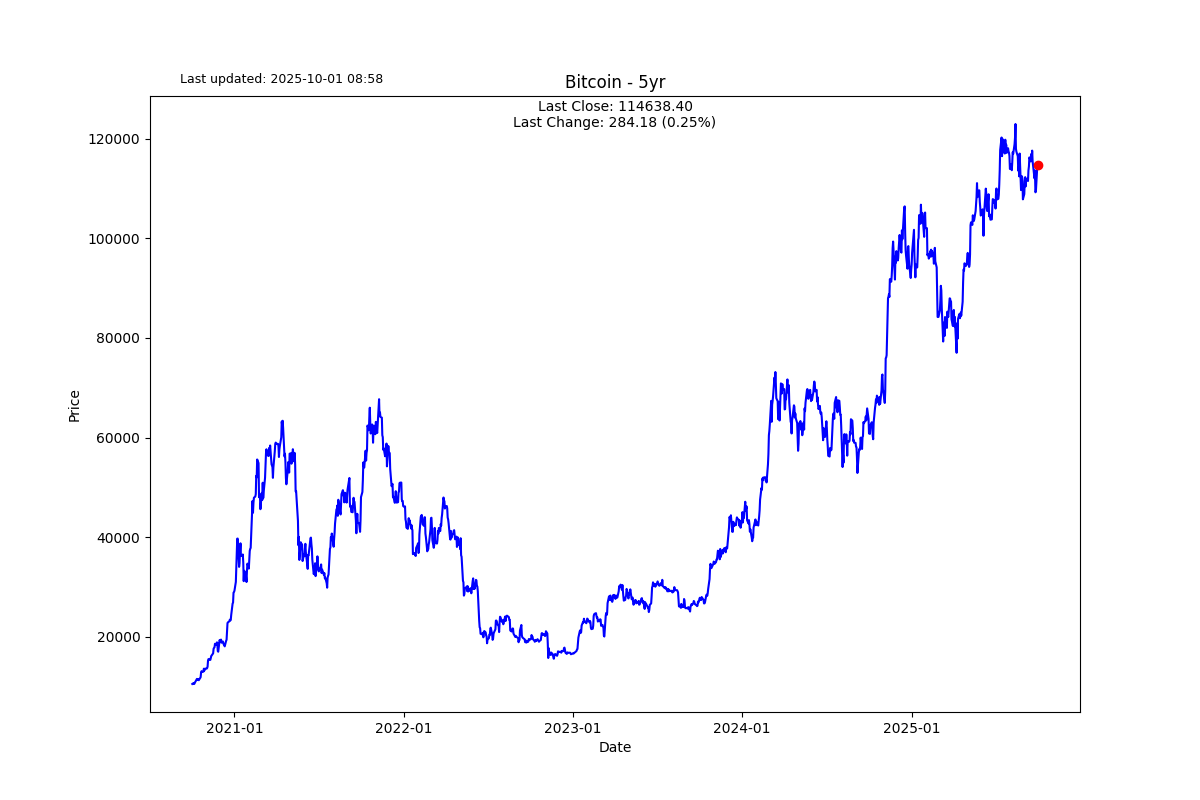 Last updated: 2025-10-01 08:58
Bitcoin - 5yr
Last Close: 114638.40
Last Change: 284.18 (0.25%)
120000
100000
80000
60000
40000
20000
Price
2021-01
2022-01
2023-01
2024-01
2025-01
Date